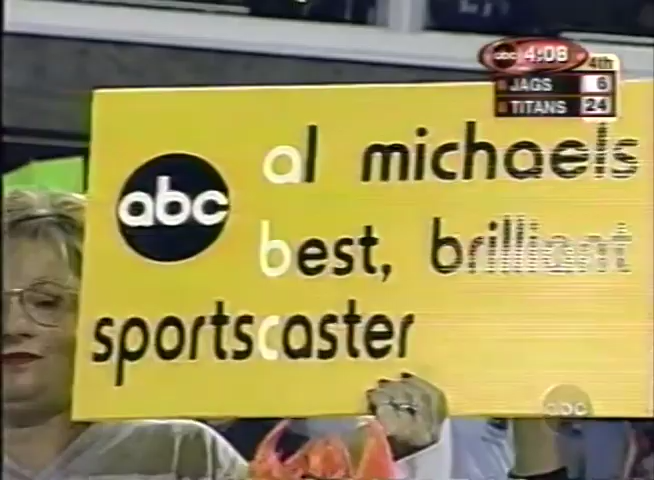 abc 4:08 4th
JAGS 6
TITANS 24
abc
al michaels
best, brilliant
sportscaster
abc